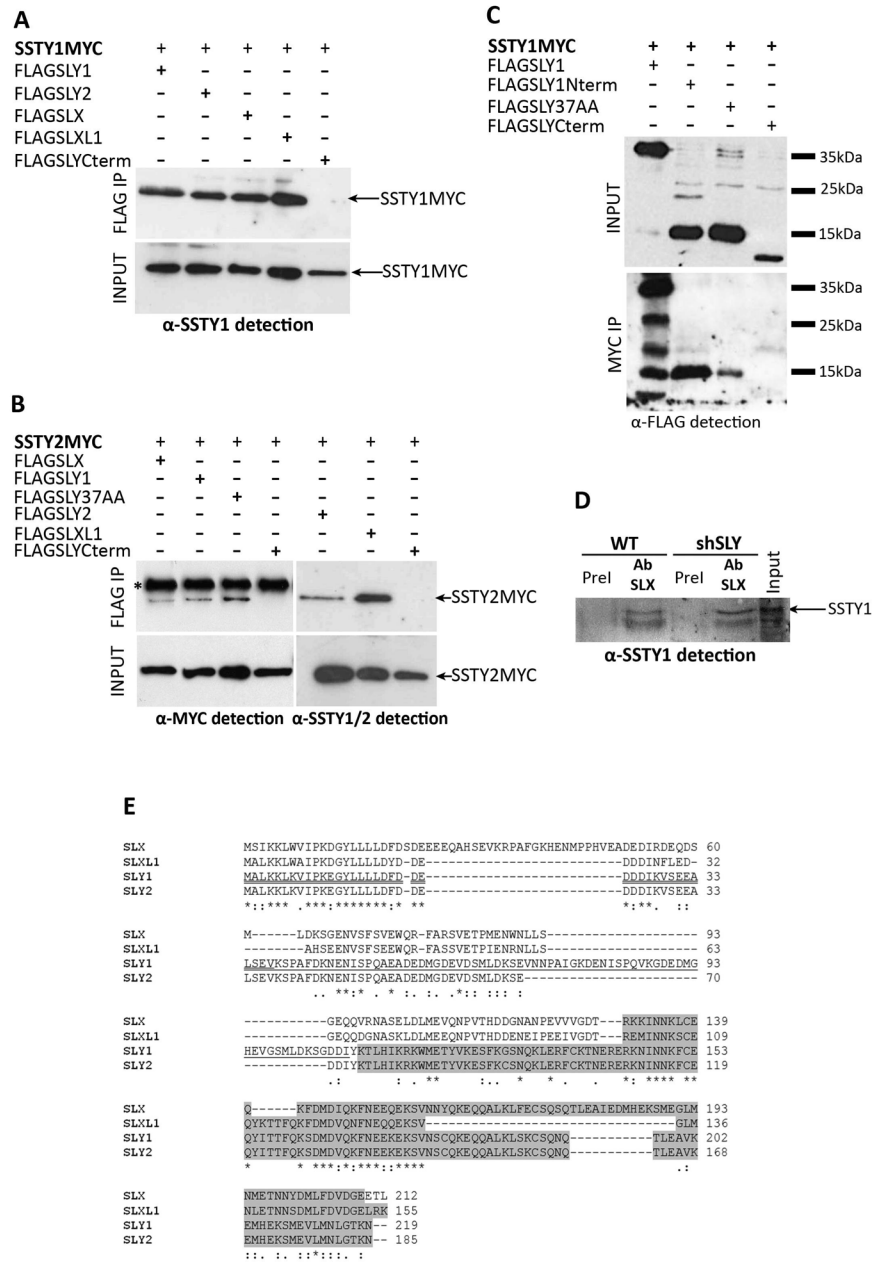 A
SSTY1MYC + + + + +
FLAGSLY1 + – – – –
FLAGSLY2 – + – – –
FLAGSLX – – + – –
FLAGSLXL1 – – – + –
FLAGSLYCterm – – – – +
FLAG IP
SSTY1MYC
INPUT
SSTY1MYC
α-SSTY1 detection
B
SSTY2MYC + + + + + + +
FLAGSLX + – – – – – –
FLAGSLY1 – + – – – – –
FLAGSLY37AA – – + – – – –
FLAGSLY2 – – – – + – –
FLAGSLXL1 – – – – – + –
FLAGSLYCterm – – – + – – +
FLAG IP
*
SSTY2MYC
INPUT
SSTY2MYC
α-MYC detection α-SSTY1/2 detection
C
SSTY1MYC + + + +
FLAGSLY1 + – – –
FLAGSLY1Nterm – + – –
FLAGSLY37AA – – + –
FLAGSLYCterm – – – +
INPUT
35kDa
25kDa
15kDa
MYC IP
35kDa
25kDa
15kDa
α-FLAG detection
D
WT shSLY
PreI Ab SLX PreI Ab SLX Input
SSTY1
α-SSTY1 detection
E
SLX MSIKKLWVIPKDGYLLLLDFDSDEEEEQAHSEVKRPAFGKHENMPPHVEADEDIRDEQDS 60
SLXL1 MALKKLWAIPKDGYLLLLDYD-DE--------------------------DDDINFLED- 32
SLY1 MALKKLKVIPKEGYLLLLDFD-DE--------------------------DDDIKVSEEA 33
SLY2 MALKKLKVIPKEGYLLLLDFD-DE--------------------------DDDIKVSEEA 33
*::*** .***:*******:* ** *:**. ::
SLX M------LDKSGENVSFSVEWQR-FARSVETPMENWNLLS-------------------- 93
SLXL1 --------AHSEENVSFSEEWQR-FASSVETPIENRNLLS-------------------- 63
SLY1 LSEVKSPAFDKNENISPQAEADEDMGDEVDSMLDKSEVNNPAIGKDENISPQVKGDEDMG 93
SLY2 LSEVKSPAFDKNENISPQAEADEDMGDEVDSMLDKSE----------------------- 70
.. **:* .* . :. .*:: :: :
SLX -----------GEQQVRNASELDLMEVQNPVTHDDGNANPEVVVGDT---RKKINNKLCE 139
SLXL1 -----------GEQQDGNASKLDLMEVQNPVTHDDENEIPEEIVGDT---REMINNKSCE 109
SLY1 HEVGSMLDKSGDDIYKTLHIKRKWMETYVKESFKGSNQKLERFCKTNERERKNINNKFCE 153
SLY2 -----------DDIYKTLHIKRKWMETYVKESFKGSNQKLERFCKTNERERKNINNKFCE 119
.: : . ** :.. * * . . *: **** **
SLX Q------KFDMDIQKFNEEQEKSVNNYQKEQQALKLFECSQSQTLEAIEDMHEKSMEGLM 193
SLXL1 QYKTTFQKFDMDVQNFNEQQEKSV---------------------------------GLM 136
SLY1 QYITTFQKSDMDVQKFNEEKEKSVNSCQKEQQALKLSKCSQNQ-----------TLEAVK 202
SLY2 QYITTFQKSDMDVQKFNEEKEKSVNSCQKEQQALKLSKCSQNQ-----------TLEAVK 168
* * ***:*:***::**** .:
SLX NMETNNYDMLFDVDGEETL 212
SLXL1 NLETNNSDMLFDVDGELRK 155
SLY1 EMHEKSMEVLMNLGTKN-- 219
SLY2 EMHEKSMEVLMNLGTKN-- 185
::. :. ::*:::. :